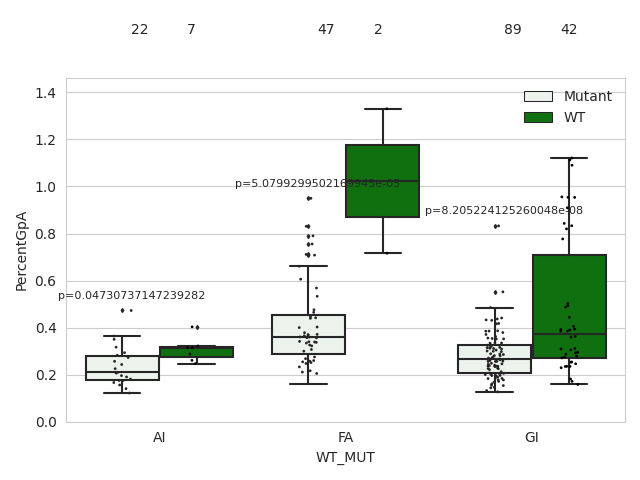 22 7 47 2 89 42
1.4
Mutant
WT
1.2
p=5.0799299502169945e-05
1.0
p=8.205224125260048e-08
0.8
PercentGpA
0.6
p=0.04730737147239282
0.4
0.2
0.0
AI FA GI
WT_MUT